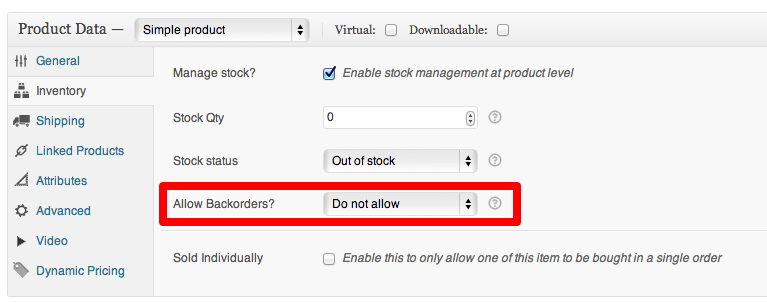 Product Data — Simple product Virtual: Downloadable:
General
Inventory
Shipping
Linked Products
Attributes
Advanced
Video
Dynamic Pricing
Manage stock? Enable stock management at product level
Stock Qty 0
Stock status Out of stock
Allow Backorders? Do not allow
Sold Individually Enable this to only allow one of this item to be bought in a single order